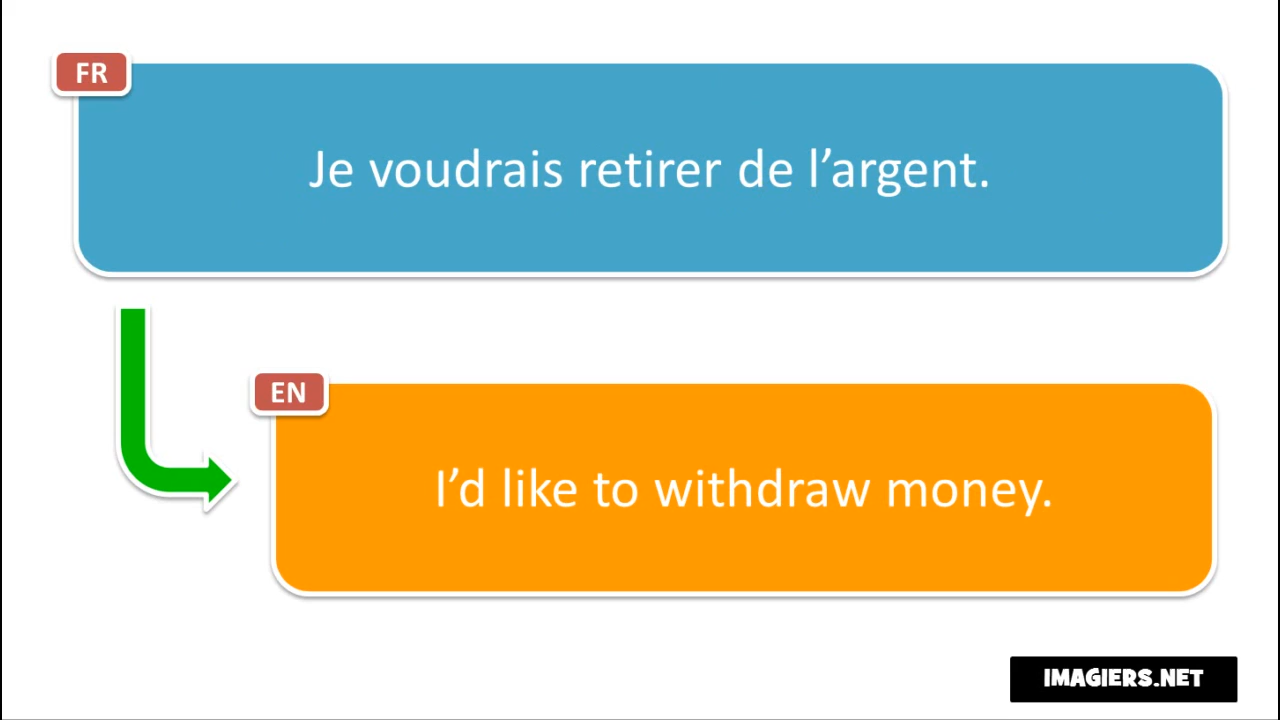 FR
Je voudrais retirer de l’argent.
EN
I’d like to withdraw money.
IMAGIERS.NET